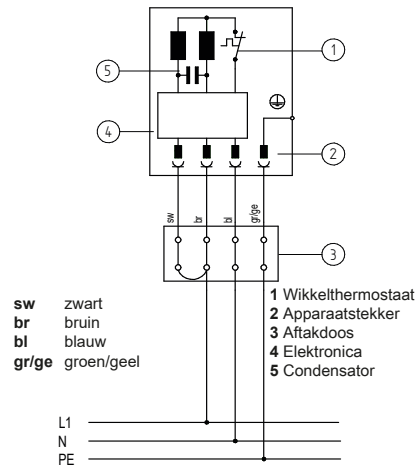 1
5
4
2
sw
br
bl
gr/ge
3
sw zwart
br bruin
bl blauw
gr/ge groen/geel
1 Wikkelthermostaat
2 Apparaatstekker
3 Aftakdoos
4 Elektronica
5 Condensator
L1
N
PE